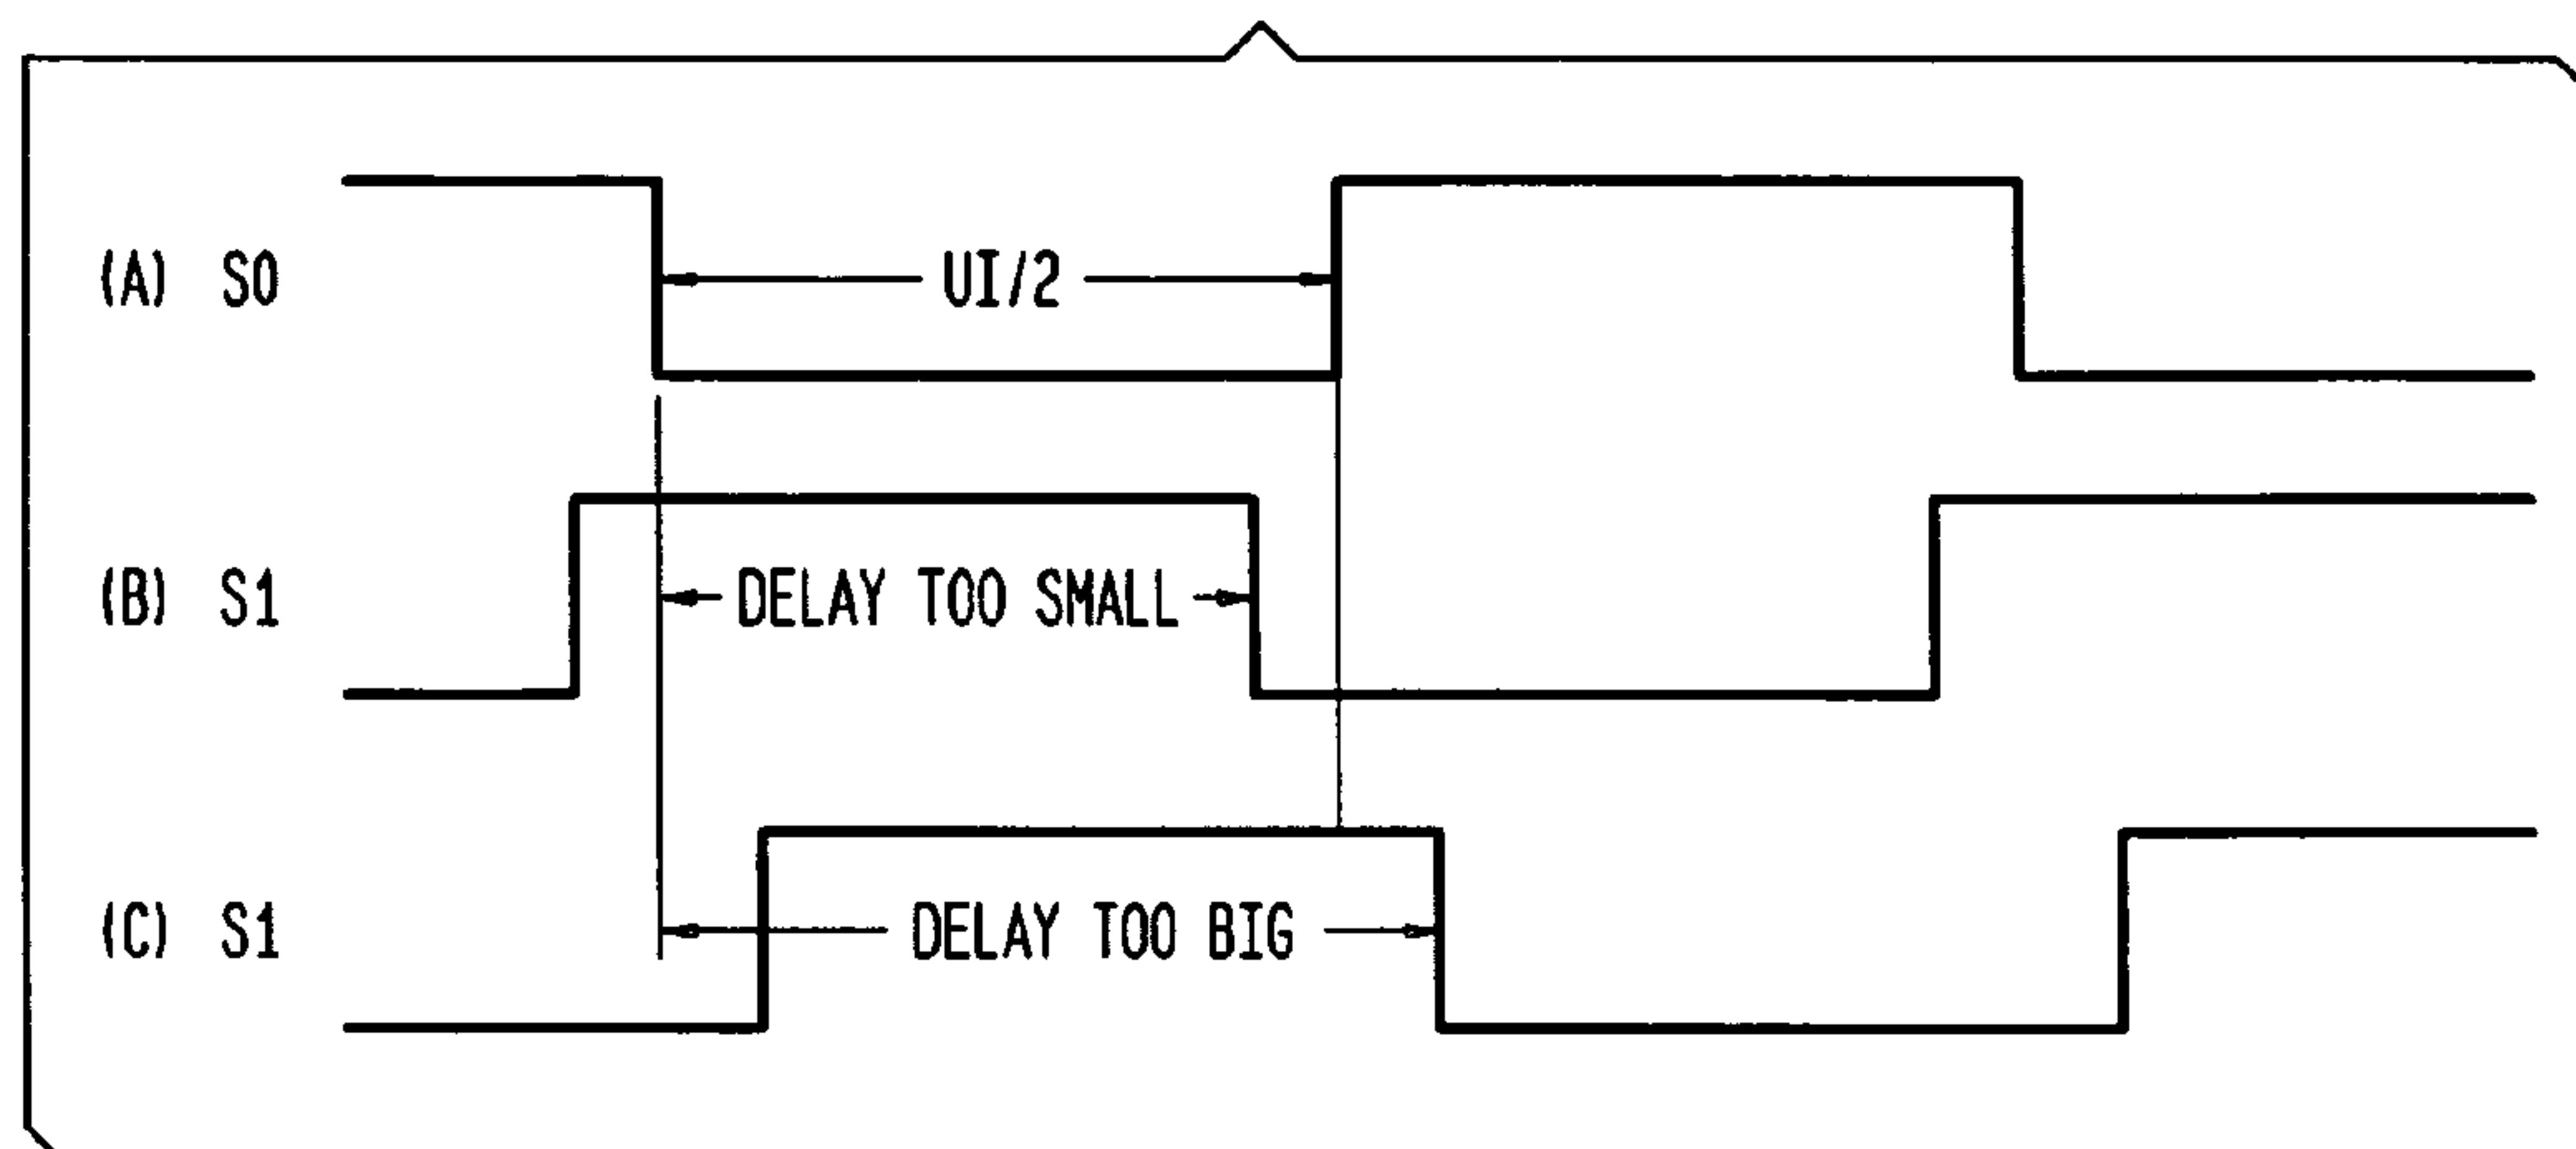 (A) S0
UI/2
(B) S1
DELAY TOO SMALL
(C) S1
DELAY TOO BIG